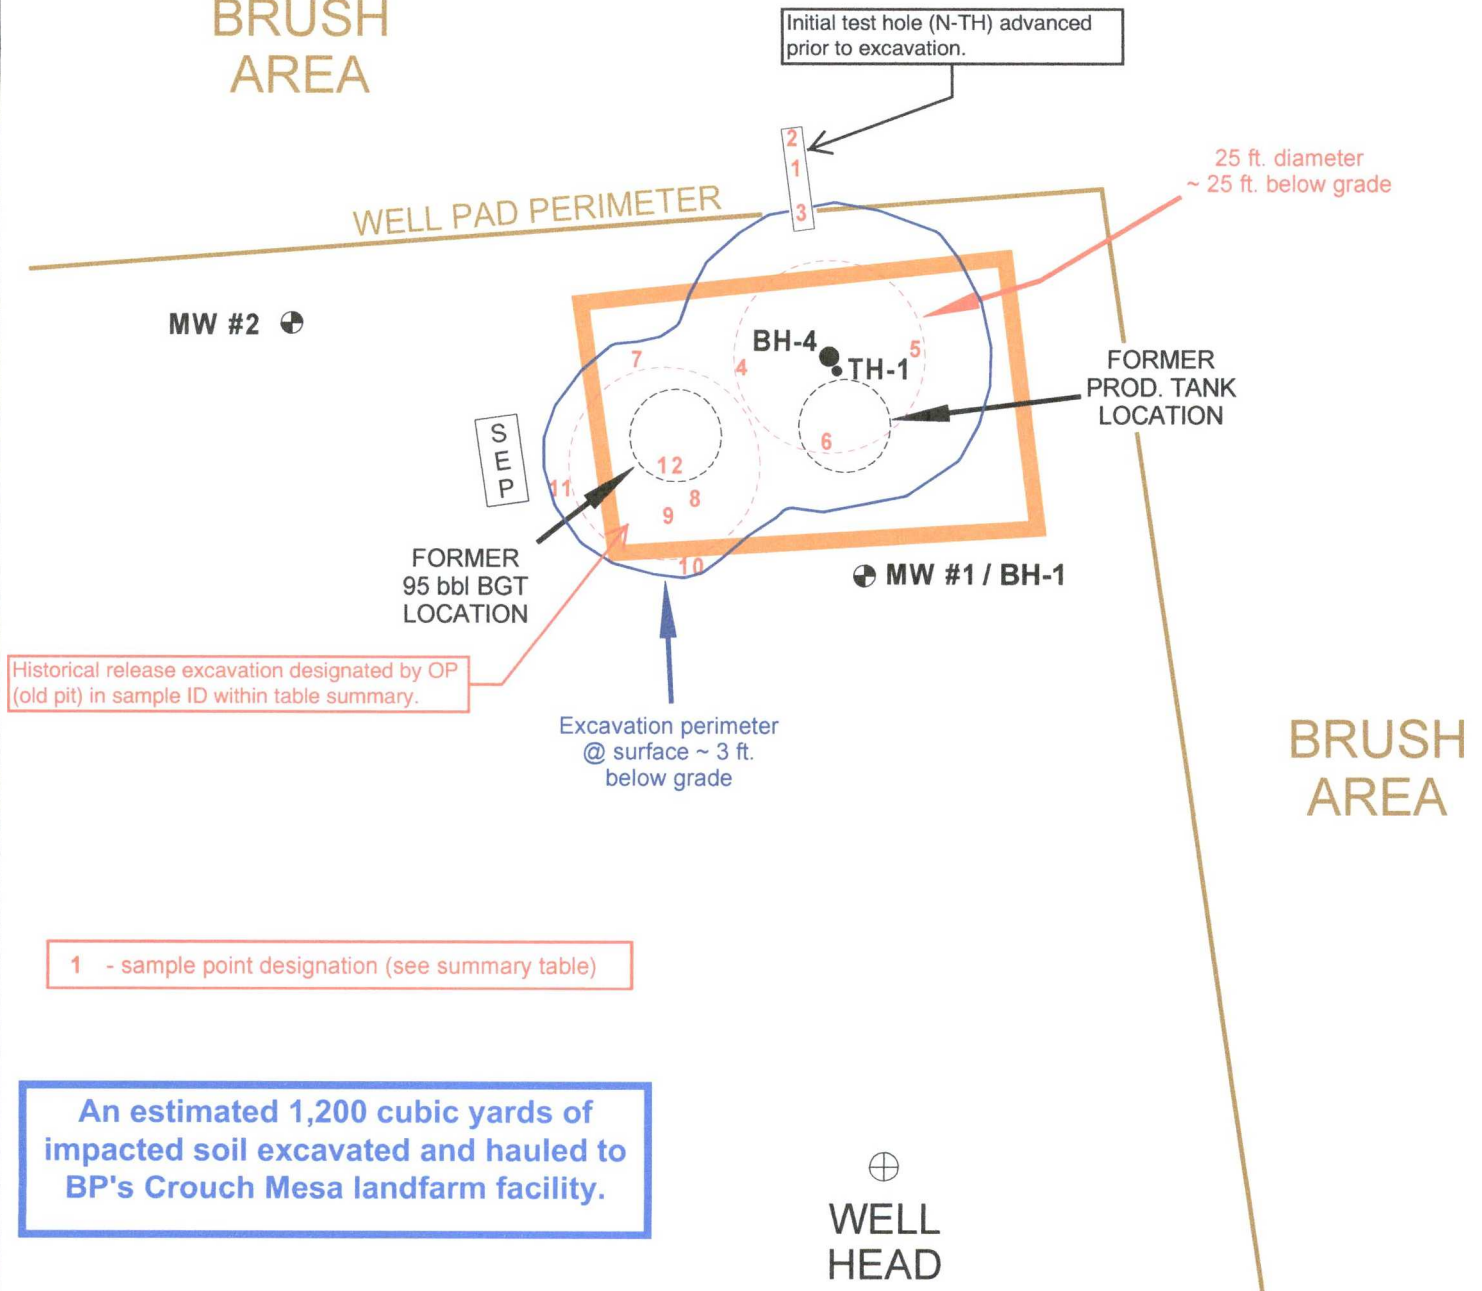 BRUSH
AREA
Initial test hole (N-TH) advanced
prior to excavation.
2
1
3
25 ft. diameter
~ 25 ft. below grade
WELL PAD PERIMETER
MW #2
BH-4
TH-1
7
4
5
FORMER
PROD. TANK
LOCATION
S
E
P
6
12
11
8
9
10
FORMER
95 bbl BGT
LOCATION
MW #1 / BH-1
Historical release excavation designated by OP
(old pit) in sample ID within table summary.
Excavation perimeter
@ surface ~ 3 ft.
below grade
BRUSH
AREA
1 - sample point designation (see summary table)
An estimated 1,200 cubic yards of
impacted soil excavated and hauled to
BP's Crouch Mesa landfarm facility.
WELL
HEAD